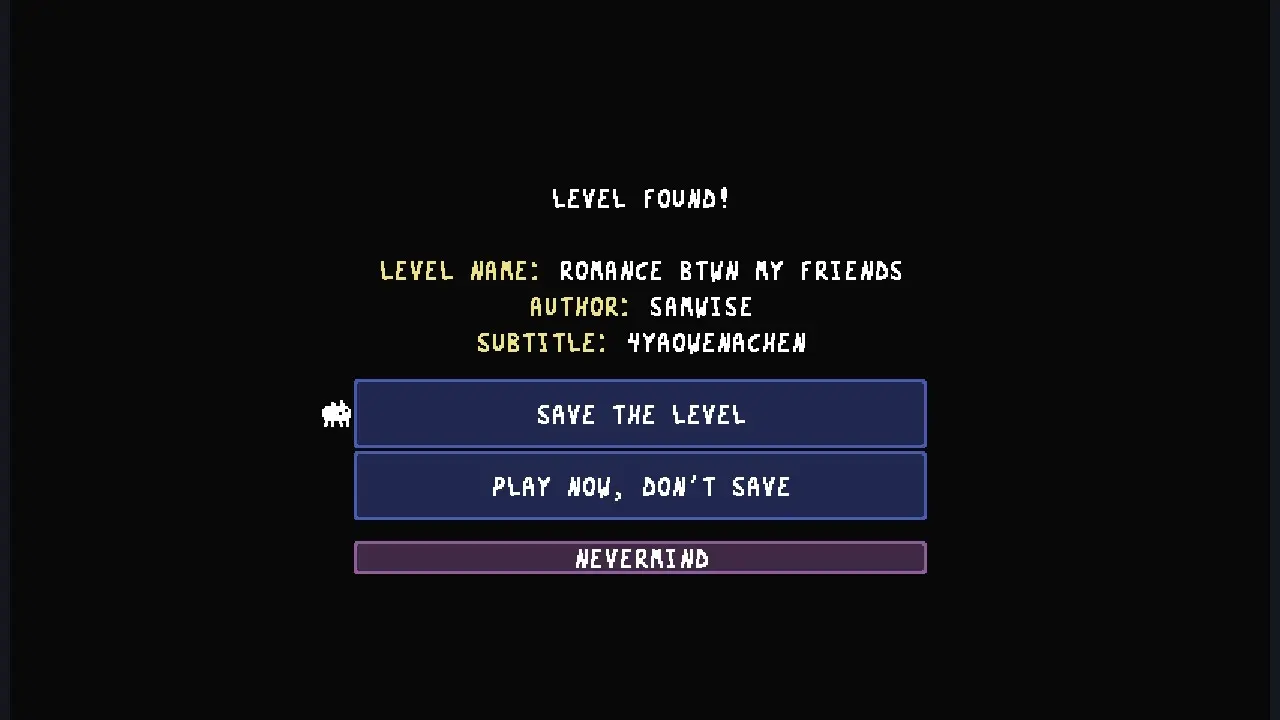 LEVEL FOUND!
LEVEL NAME: ROMANCE BTWN MY FRIENDS
AUTHOR: SAMWISE
SUBTITLE: 4YAOWENACHEN
SAVE THE LEVEL
PLAY NOW, DON'T SAVE
NEVERMIND